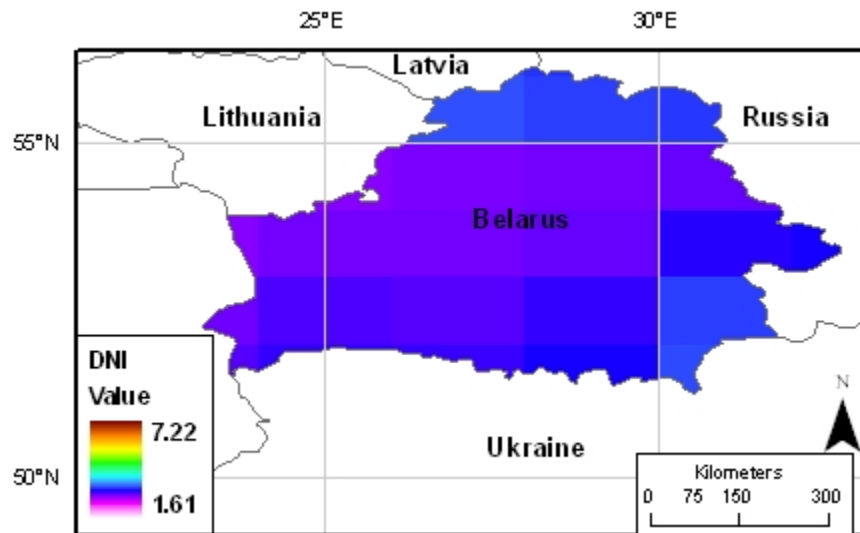 25°E 30°E
Latvia
Lithuania Russia
55°N
Belarus
DNI
Value
7.22
1.61
N
Ukraine
50°N
Kilometers
0 75 150 300